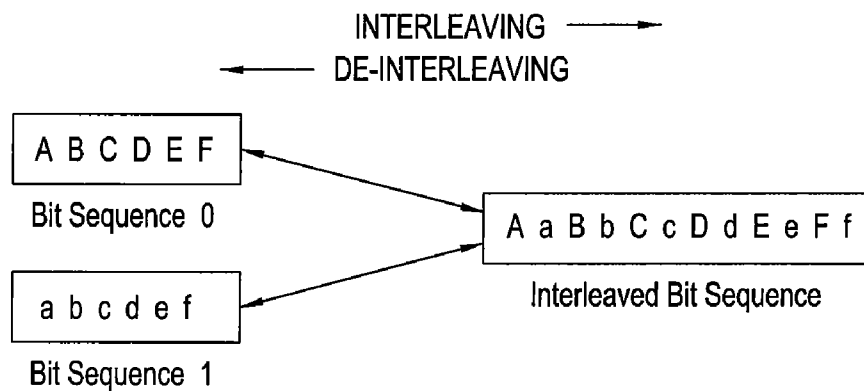 INTERLEAVING
DE-INTERLEAVING
A B C D E F
Bit Sequence 0
A a B b C c D d E e F f
Interleaved Bit Sequence
a b c d e f
Bit Sequence 1